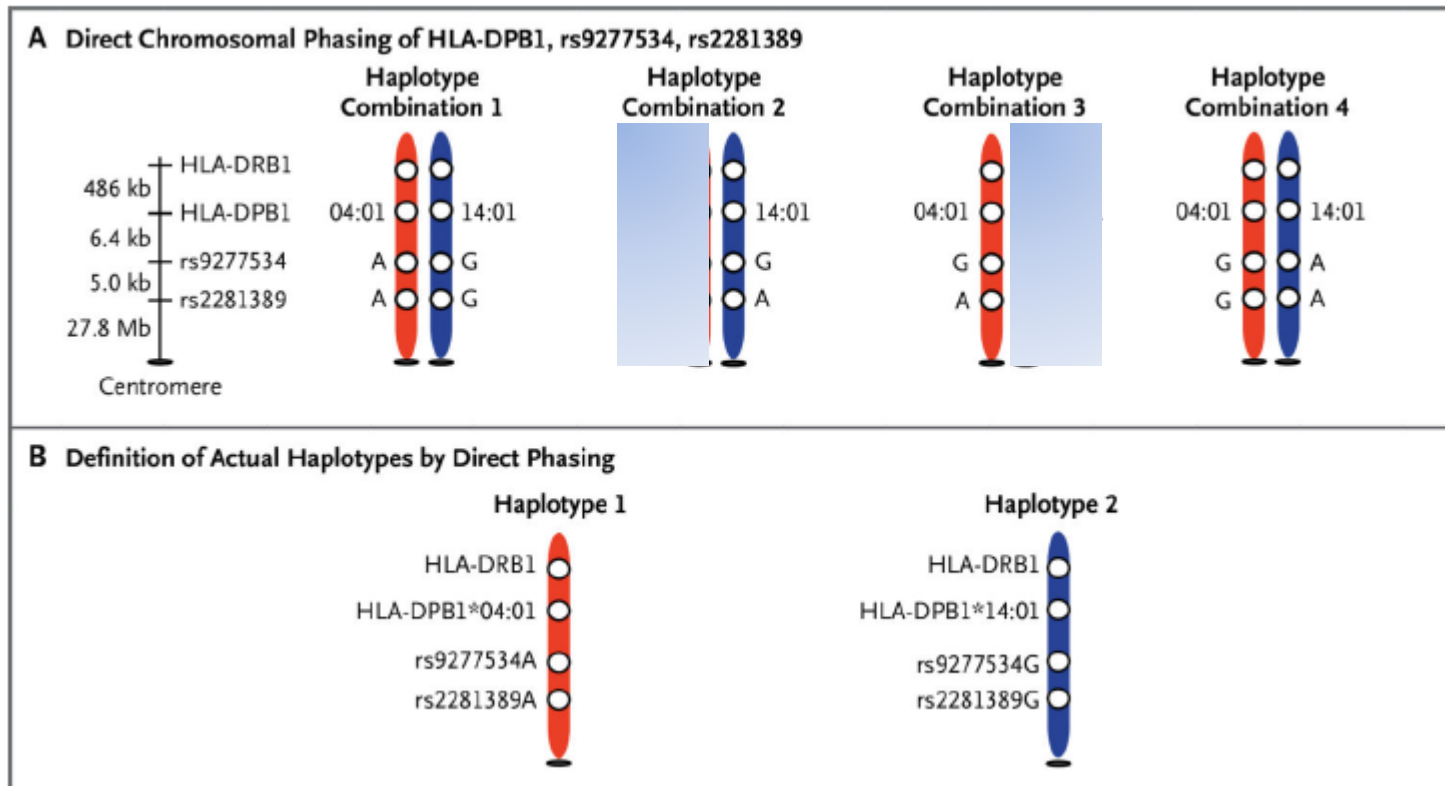 A Direct Chromosomal Phasing of HLA-DPB1, rs9277534, rs2281389
Haplotype Combination 1
Haplotype Combination 2
Haplotype Combination 3
Haplotype Combination 4
HLA-DRB1
486 kb
HLA-DPB1
6.4 kb
rs9277534
5.0 kb
rs2281389
27.8 Mb
Centromere
04:01 14:01
A G
A G
14:01
G
A
04:01
G
A
04:01 14:01
G A
G A
B Definition of Actual Haplotypes by Direct Phasing
Haplotype 1
HLA-DRB1
HLA-DPB1*04:01
rs9277534A
rs2281389A
Haplotype 2
HLA-DRB1
HLA-DPB1*14:01
rs9277534G
rs2281389G